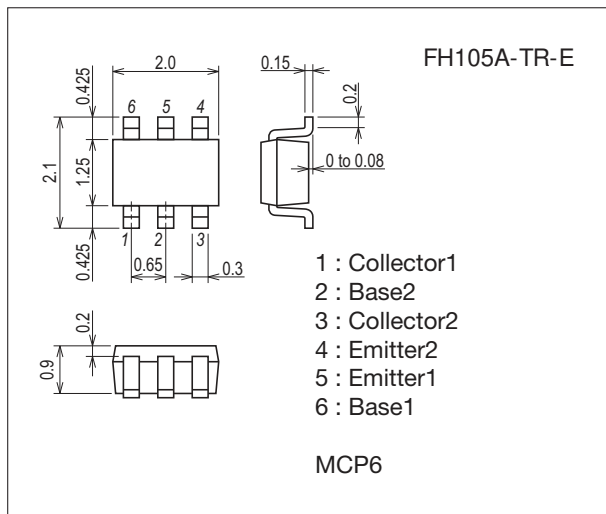 FH105A-TR-E
2.0
0.15
0.425
0.2
6 5 4
2.1
1.25
0 to 0.08
0.425
1 2 3
0.65
0.3
1 : Collector1
2 : Base2
3 : Collector2
4 : Emitter2
5 : Emitter1
6 : Base1
0.2
0.9
MCP6